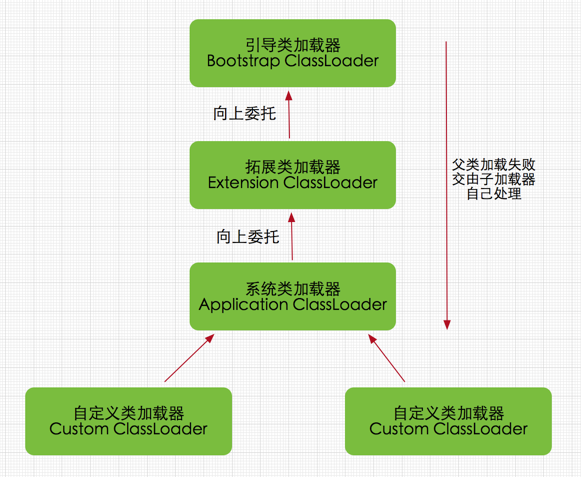 引导类加载器
Bootstrap ClassLoader
向上委托
拓展类加载器
Extension ClassLoader
父类加载失败
交由子加载器
自己处理
向上委托
系统类加载器
Application ClassLoader
自定义类加载器
Custom ClassLoader
自定义类加载器
Custom ClassLoader